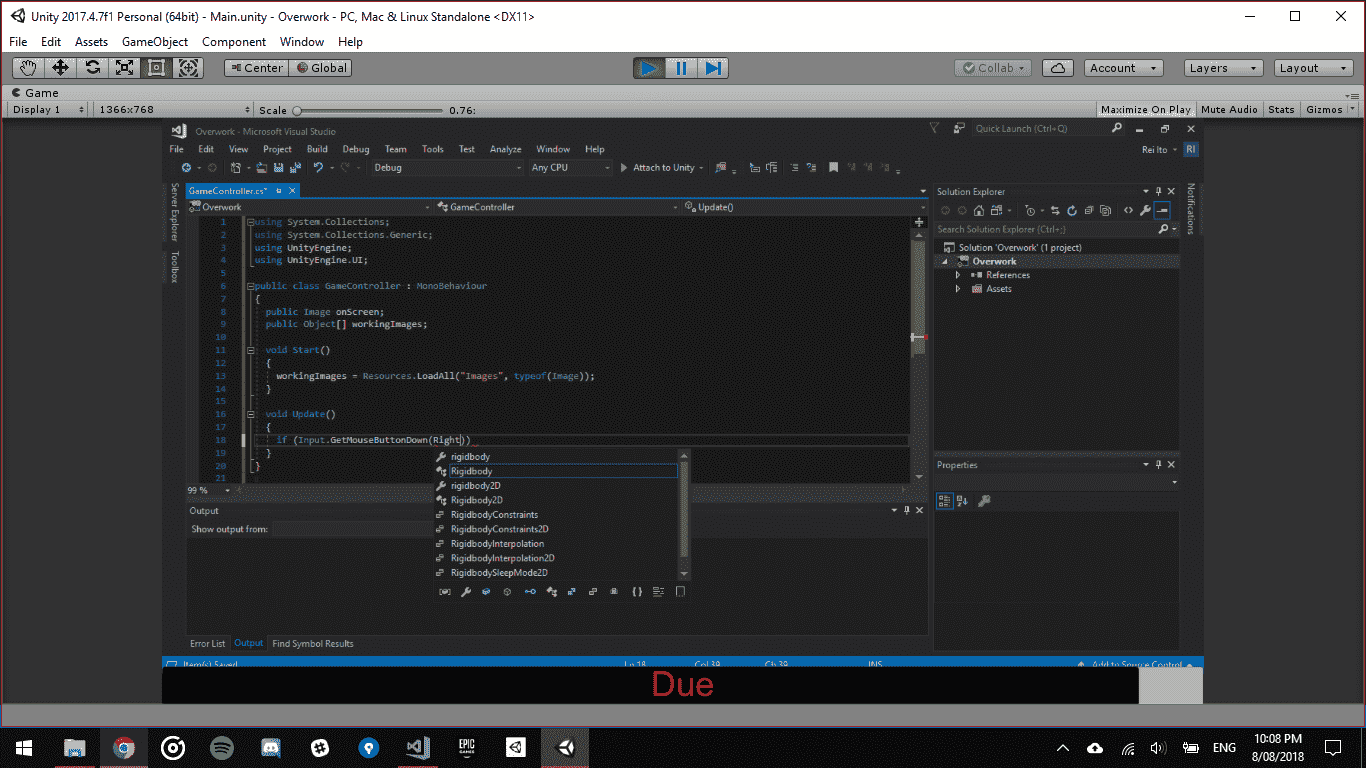 Unity 2017.4.7f1 Personal (64bit) - Main.unity - Overwork - PC, Mac & Linux Standalone <DX11>
File Edit Assets GameObject Component Window Help
Center Global Collab Account Layers Layout
Game
Display 1 1366x768 Scale 0.76: Maximize On Play Mute Audio Stats Gizmos
Overwork - Microsoft Visual Studio Quick Launch (Ctrl+Q)
File Edit View Project Build Debug Team Tools Test Analyze Window Help Rei Ito RI
Debug Any CPU Attach to Unity
Server Explorer
Toolbox
GameController.cs*
Overwork GameController Update()
1 using System.Collections;
2 using System.Collections.Generic;
3 using UnityEngine;
4 using UnityEngine.UI;
5
6 public class GameController : MonoBehaviour
7 {
8 public Image onScreen;
9 public Object[] workingImages;
10
11 void Start()
12 {
13 workingImages = Resources.LoadAll("Images", typeof(Image));
14 }
15
16 void Update()
17 {
18 if (Input.GetMouseButtonDown(Right))
19 }
20 }
21
rigidbody
Rigidbody
rigidbody2D
Rigidbody2D
RigidbodyConstraints
RigidbodyConstraints2D
RigidbodyInterpolation
RigidbodyInterpolation2D
RigidbodySleepMode2D
99 %
Output
Show output from:
Error List Output Find Symbol Results
Solution Explorer
Search Solution Explorer (Ctrl+;)
Solution 'Overwork' (1 project)
Overwork
References
Assets
Properties
Notifications
Item(s) Saved Ln 18 Col 39 Ch 39 INS Add to Source Control
Due
EPIC GAMES
ENG
10:08 PM
8/08/2018